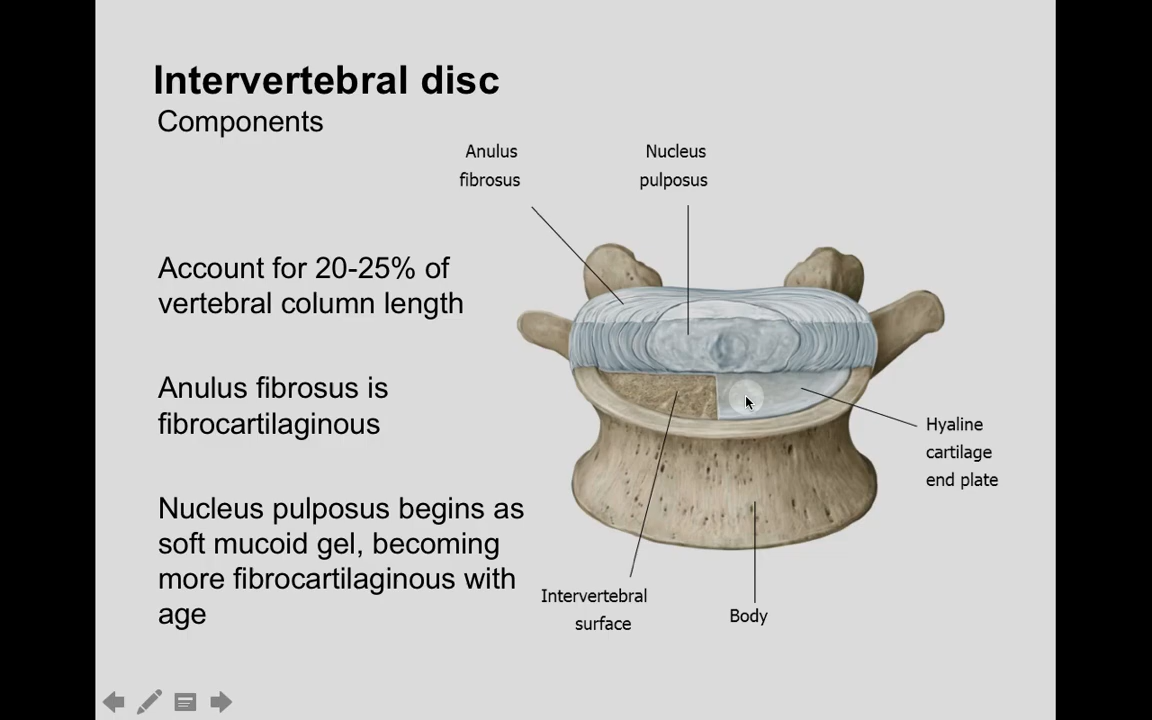 Intervertebral disc
Components
Anulus
fibrosus
Nucleus
pulposus
Account for 20-25% of
vertebral column length
Anulus fibrosus is
fibrocartilaginous
Nucleus pulposus begins as
soft mucoid gel, becoming
more fibrocartilaginous with
age
Hyaline
cartilage
end plate
Intervertebral
surface
Body